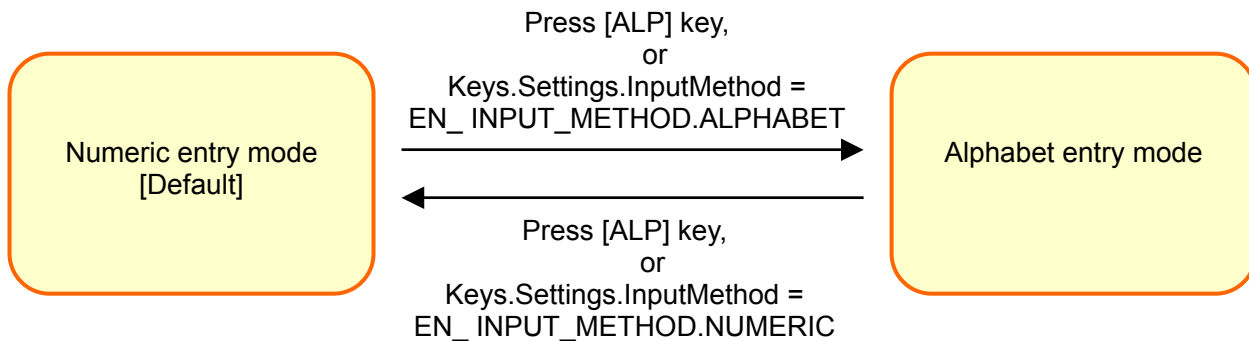 Press [ALP] key,
or
Keys.Settings.InputMethod =
EN_ INPUT_METHOD.ALPHABET
Numeric entry mode
[Default]
Alphabet entry mode
Press [ALP] key,
or
Keys.Settings.InputMethod =
EN_ INPUT_METHOD.NUMERIC